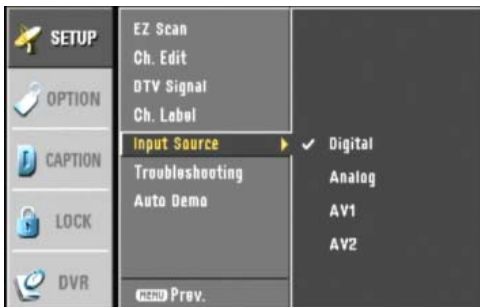 SETUP
OPTION
CAPTION
LOCK
DVR
EZ Scan
Ch. Edit
DTV Signal
Ch. Label
Input Source
Troubleshooting
Auto Demo
MENU Prev.
Digital
Analog
AV1
AV2